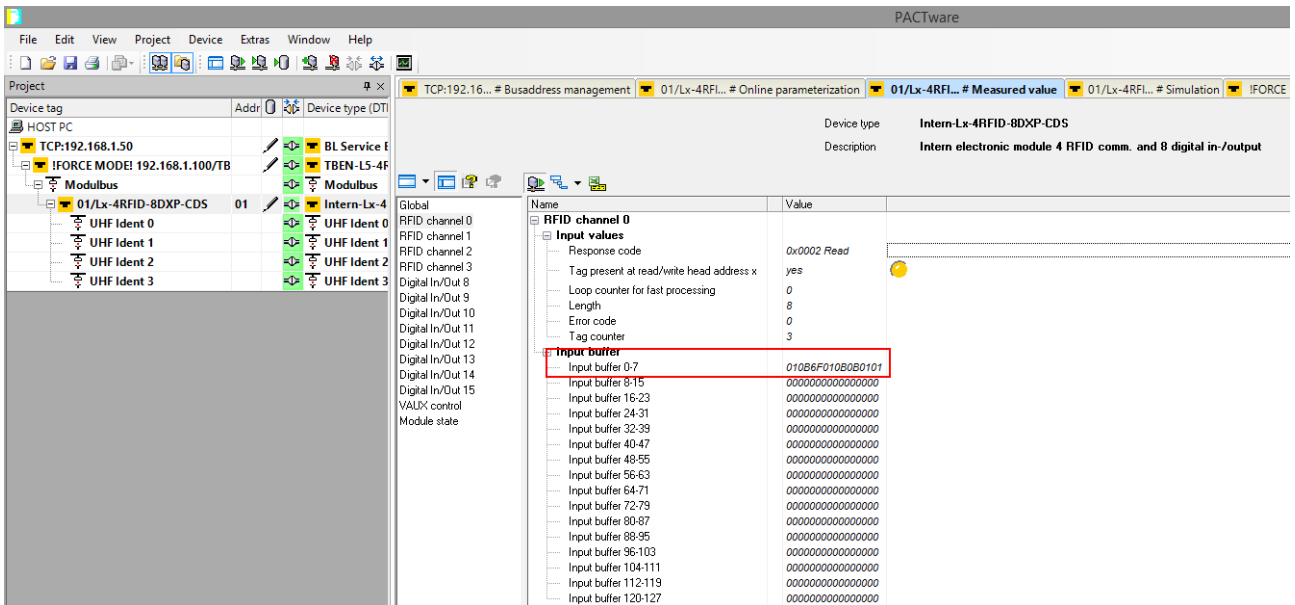 PACTware
File Edit View Project Device Extras Window Help
Project
Device tag Addr Device type (DTI
HOST PC
TCP:192.168.1.50 BL Service E
!FORCE MODE! 192.168.1.100/TB TBEN-L5-4R
Modulbus Modulbus
01/Lx-4RFID-8DXP-CDS 01 Intern-Lx-4
UHF Ident 0 UHF Ident 0
UHF Ident 1 UHF Ident 1
UHF Ident 2 UHF Ident 2
UHF Ident 3 UHF Ident 3
TCP:192.16... # Busaddress management 01/Lx-4RFI... # Online parameterization 01/Lx-4RFI... # Measured value 01/Lx-4RFI... # Simulation !FORCE
Device type Intern-Lx-4RFID-8DXP-CDS
Description Intern electronic module 4 RFID comm. and 8 digital in-/output
Global
RFID channel 0
RFID channel 1
RFID channel 2
RFID channel 3
Digital In/Out 8
Digital In/Out 9
Digital In/Out 10
Digital In/Out 11
Digital In/Out 12
Digital In/Out 13
Digital In/Out 14
Digital In/Out 15
VAUX control
Module state
Name Value
RFID channel 0
Input values
Response code 0x0002 Read
Tag present at read/write head address x yes
Loop counter for fast processing 0
Length 8
Error code 0
Tag counter 3
Input buffer
Input buffer 0-7 010B6F010B0B0101
Input buffer 8-15 0000000000000000
Input buffer 16-23 0000000000000000
Input buffer 24-31 0000000000000000
Input buffer 32-39 0000000000000000
Input buffer 40-47 0000000000000000
Input buffer 48-55 0000000000000000
Input buffer 56-63 0000000000000000
Input buffer 64-71 0000000000000000
Input buffer 72-79 0000000000000000
Input buffer 80-87 0000000000000000
Input buffer 88-95 0000000000000000
Input buffer 96-103 0000000000000000
Input buffer 104-111 0000000000000000
Input buffer 112-119 0000000000000000
Input buffer 120-127 0000000000000000